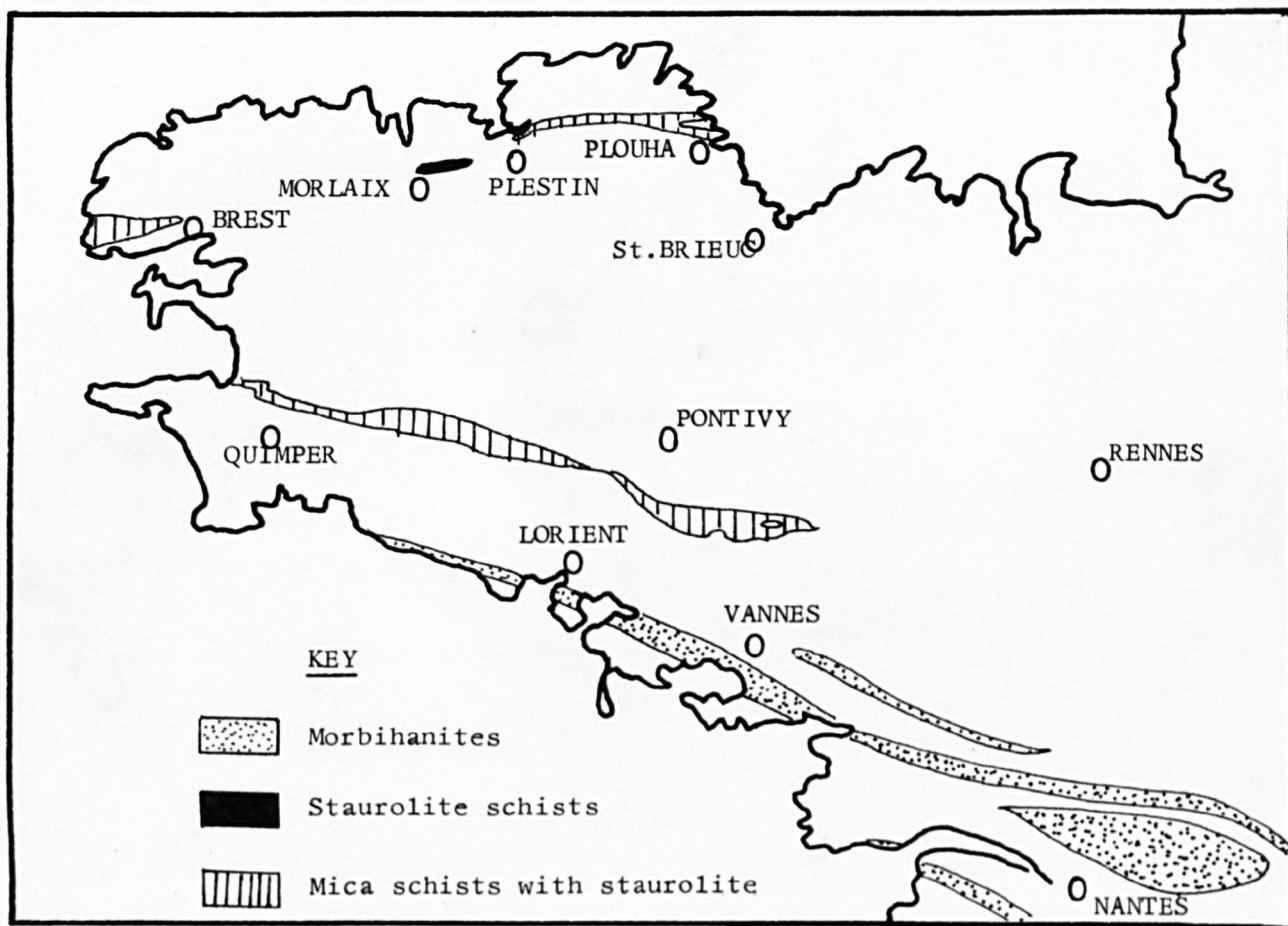 PLOUHA
MORLAIX
PLESTIN
BREST
St.BRIEUC
PONTIVY
QUIMPER
RENNES
LORIENT
VANNES
KEY
Morbihanites
Staurolite schists
Mica schists with staurolite
NANTES